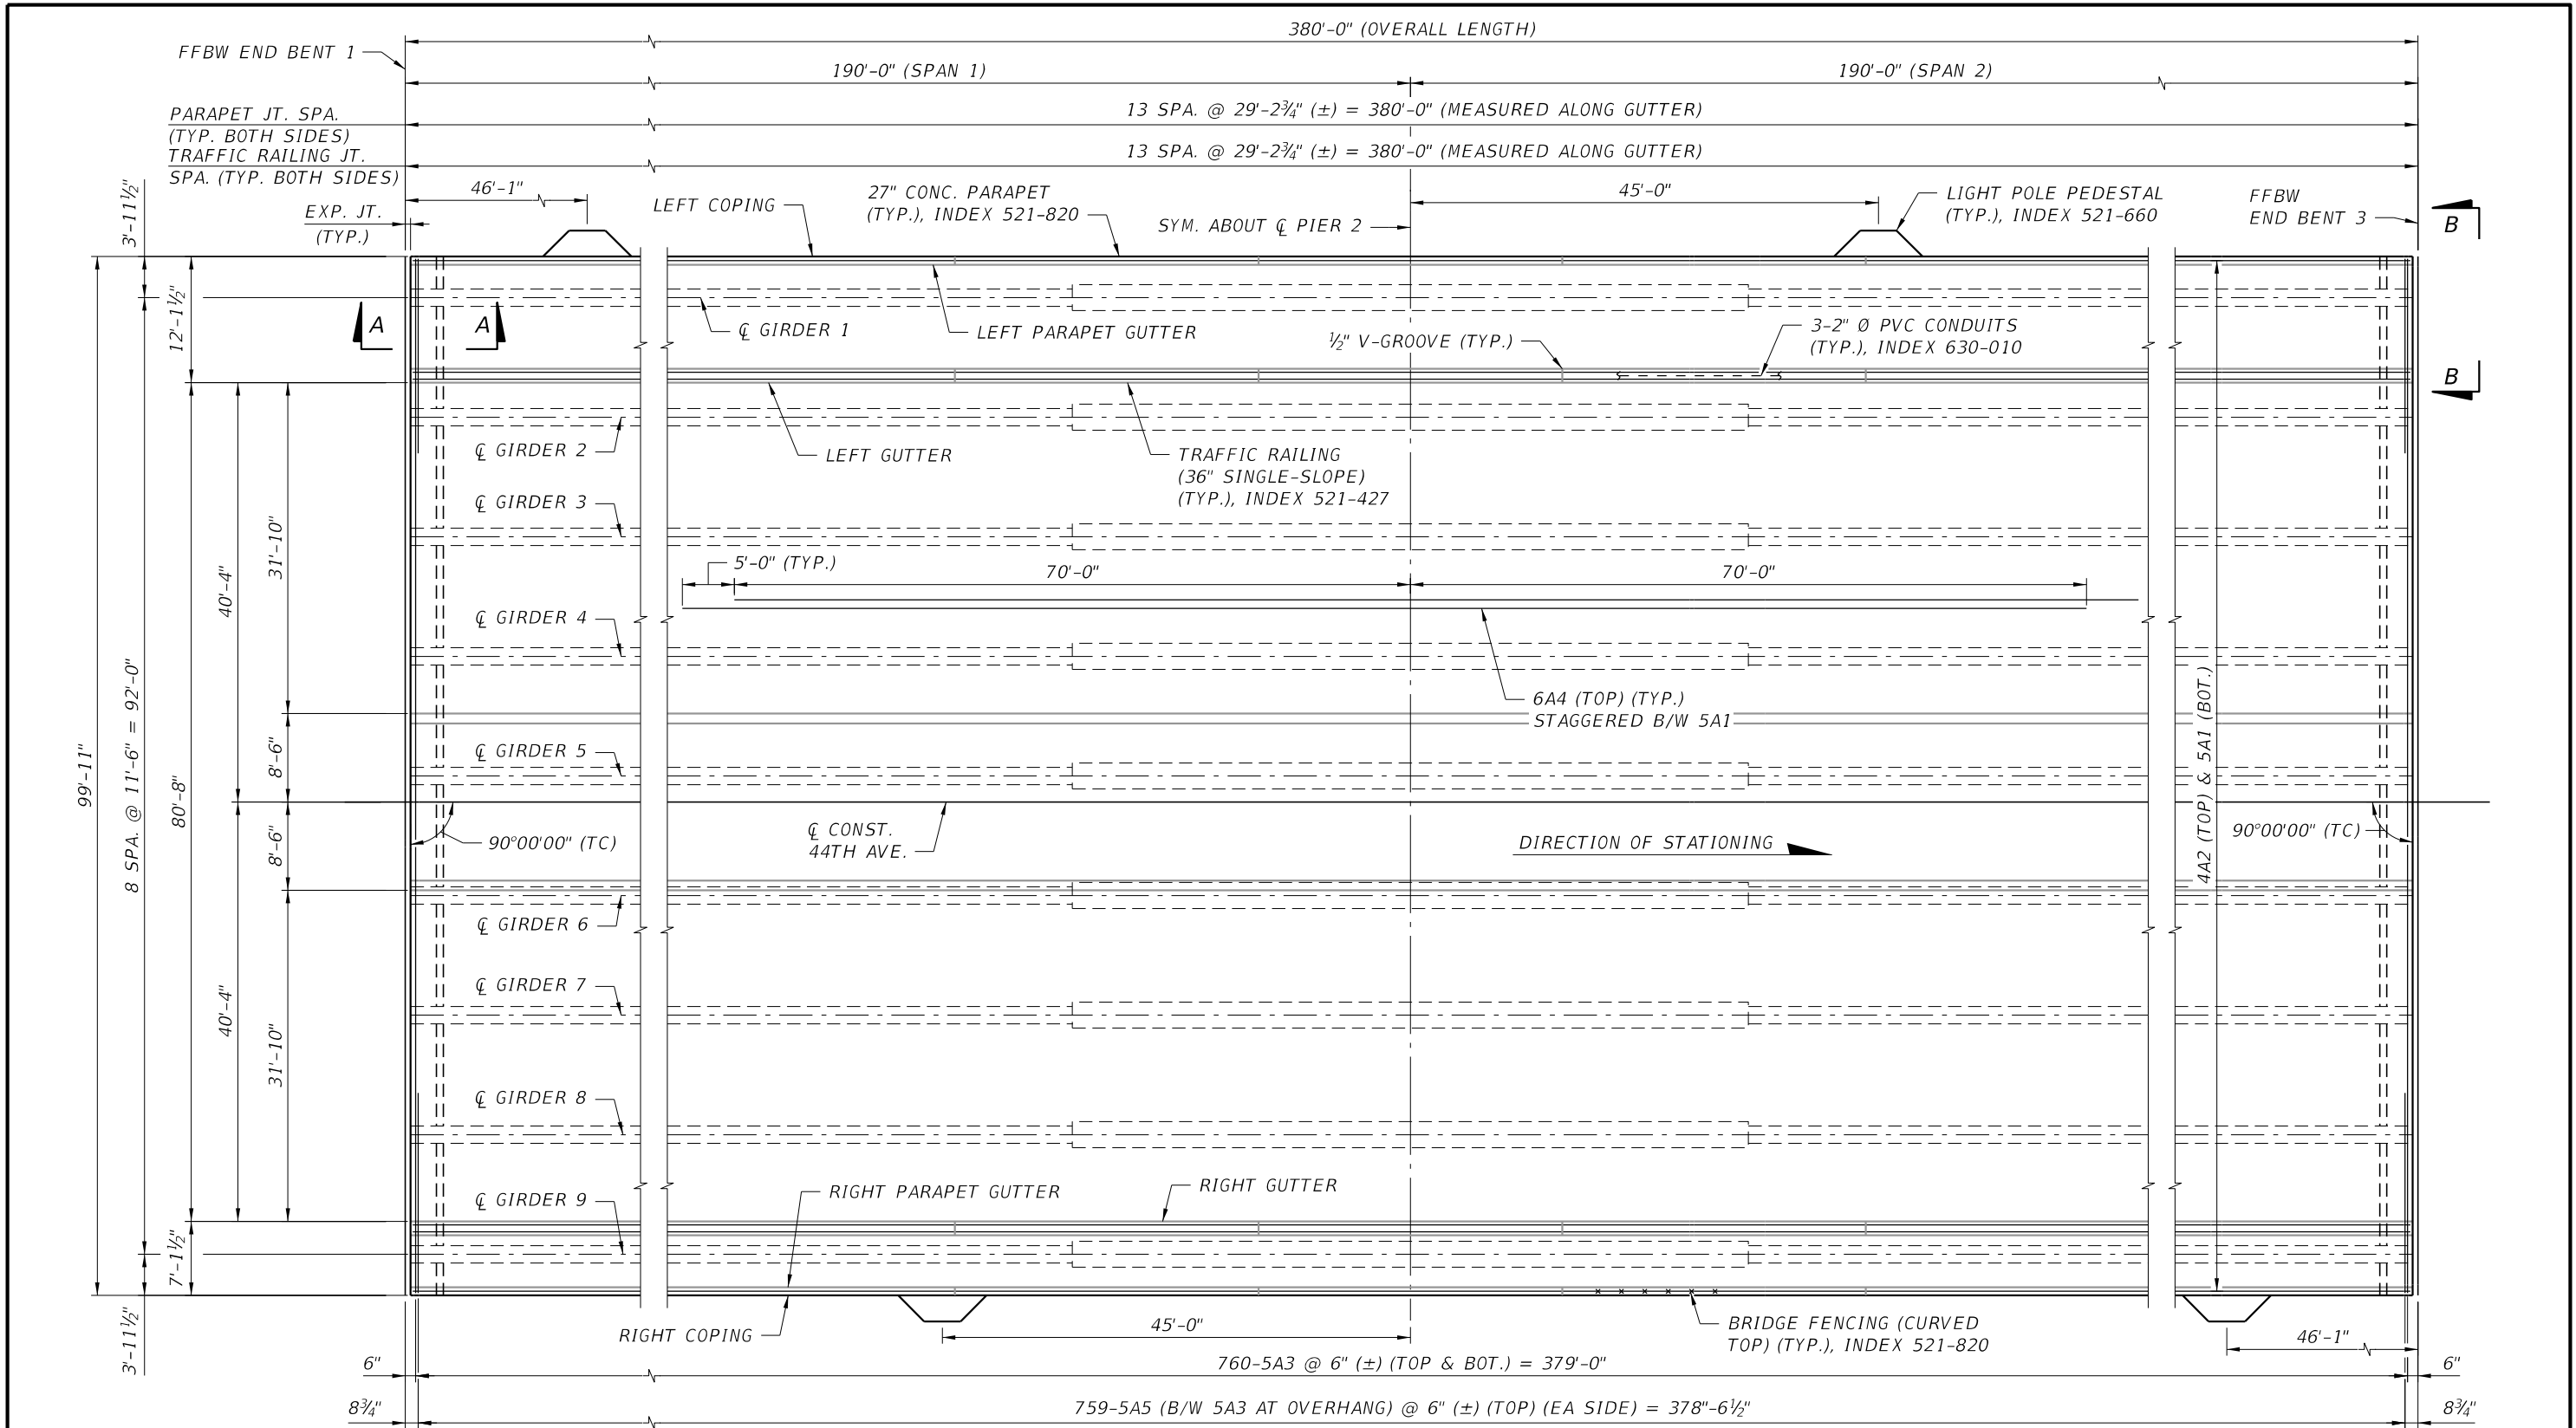 380'-0" (OVERALL LENGTH)
FFBW END BENT 1
190'-0" (SPAN 1)
190'-0" (SPAN 2)
PARAPET JT. SPA.
(TYP. BOTH SIDES)
13 SPA. @ 29'-2¾" (±) = 380'-0" (MEASURED ALONG GUTTER)
TRAFFIC RAILING JT.
SPA. (TYP. BOTH SIDES)
13 SPA. @ 29'-2¾" (±) = 380'-0" (MEASURED ALONG GUTTER)
46'-1"
EXP. JT.
(TYP.)
LEFT COPING
27" CONC. PARAPET
(TYP.), INDEX 521-820
SYM. ABOUT ℄ PIER 2
45'-0"
LIGHT POLE PEDESTAL
(TYP.), INDEX 521-660
FFBW
END BENT 3
B
3'-11½"
12'-1½"
A
A
℄ GIRDER 1
LEFT PARAPET GUTTER
½" V-GROOVE (TYP.)
3-2" Ø PVC CONDUITS
(TYP.), INDEX 630-010
B
℄ GIRDER 2
LEFT GUTTER
TRAFFIC RAILING
(36" SINGLE-SLOPE)
(TYP.), INDEX 521-427
℄ GIRDER 3
31'-10"
40'-4"
5'-0" (TYP.)
70'-0"
70'-0"
℄ GIRDER 4
6A4 (TOP) (TYP.)
STAGGERED B/W 5A1
4A2 (TOP) & 5A1 (BOT.)
℄ GIRDER 5
99'-11"
8 SPA. @ 11'-6" = 92'-0"
80'-8"
8'-6"
8'-6"
90°00'00" (TC)
℄ CONST.
44TH AVE.
DIRECTION OF STATIONING
90°00'00" (TC)
℄ GIRDER 6
℄ GIRDER 7
40'-4"
31'-10"
℄ GIRDER 8
℄ GIRDER 9
RIGHT PARAPET GUTTER
RIGHT GUTTER
7'-1½"
3'-11½"
RIGHT COPING
45'-0"
BRIDGE FENCING (CURVED
TOP) (TYP.), INDEX 521-820
46'-1"
6"
760-5A3 @ 6" (±) (TOP & BOT.) = 379'-0"
6"
8¾"
759-5A5 (B/W 5A3 AT OVERHANG) @ 6" (±) (TOP) (EA SIDE) = 378"-6½"
8¾"